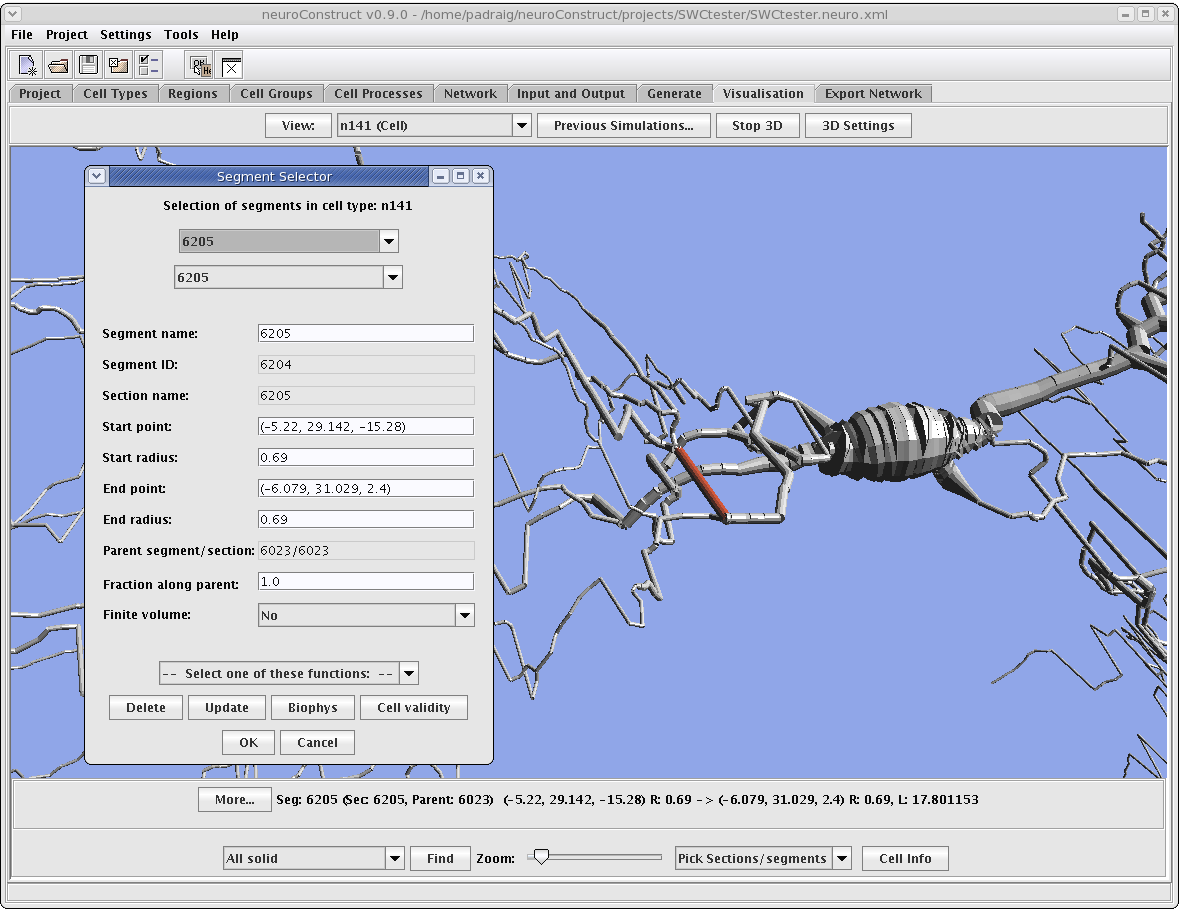 neuroConstruct v0.9.0 - /home/padraig/neuroConstruct/projects/SWCtester/SWCtester.neuro.xml
File Project Settings Tools Help
Project Cell Types Regions Cell Groups Cell Processes Network Input and Output Generate Visualisation Export Network
View: n141 (Cell) Previous Simulations... Stop 3D 3D Settings
Segment Selector
Selection of segments in cell type: n141
6205
6205
Segment name: 6205
Segment ID: 6204
Section name: 6205
Start point: (-5.22, 29.142, -15.28)
Start radius: 0.69
End point: (-6.079, 31.029, 2.4)
End radius: 0.69
Parent segment/section: 6023/6023
Fraction along parent: 1.0
Finite volume: No
-- Select one of these functions: --
Delete Update Biophys Cell validity
OK Cancel
More... Seg: 6205 (Sec: 6205, Parent: 6023) (-5.22, 29.142, -15.28) R: 0.69 -> (-6.079, 31.029, 2.4) R: 0.69, L: 17.801153
All solid Find Zoom: Pick Sections/segments Cell Info